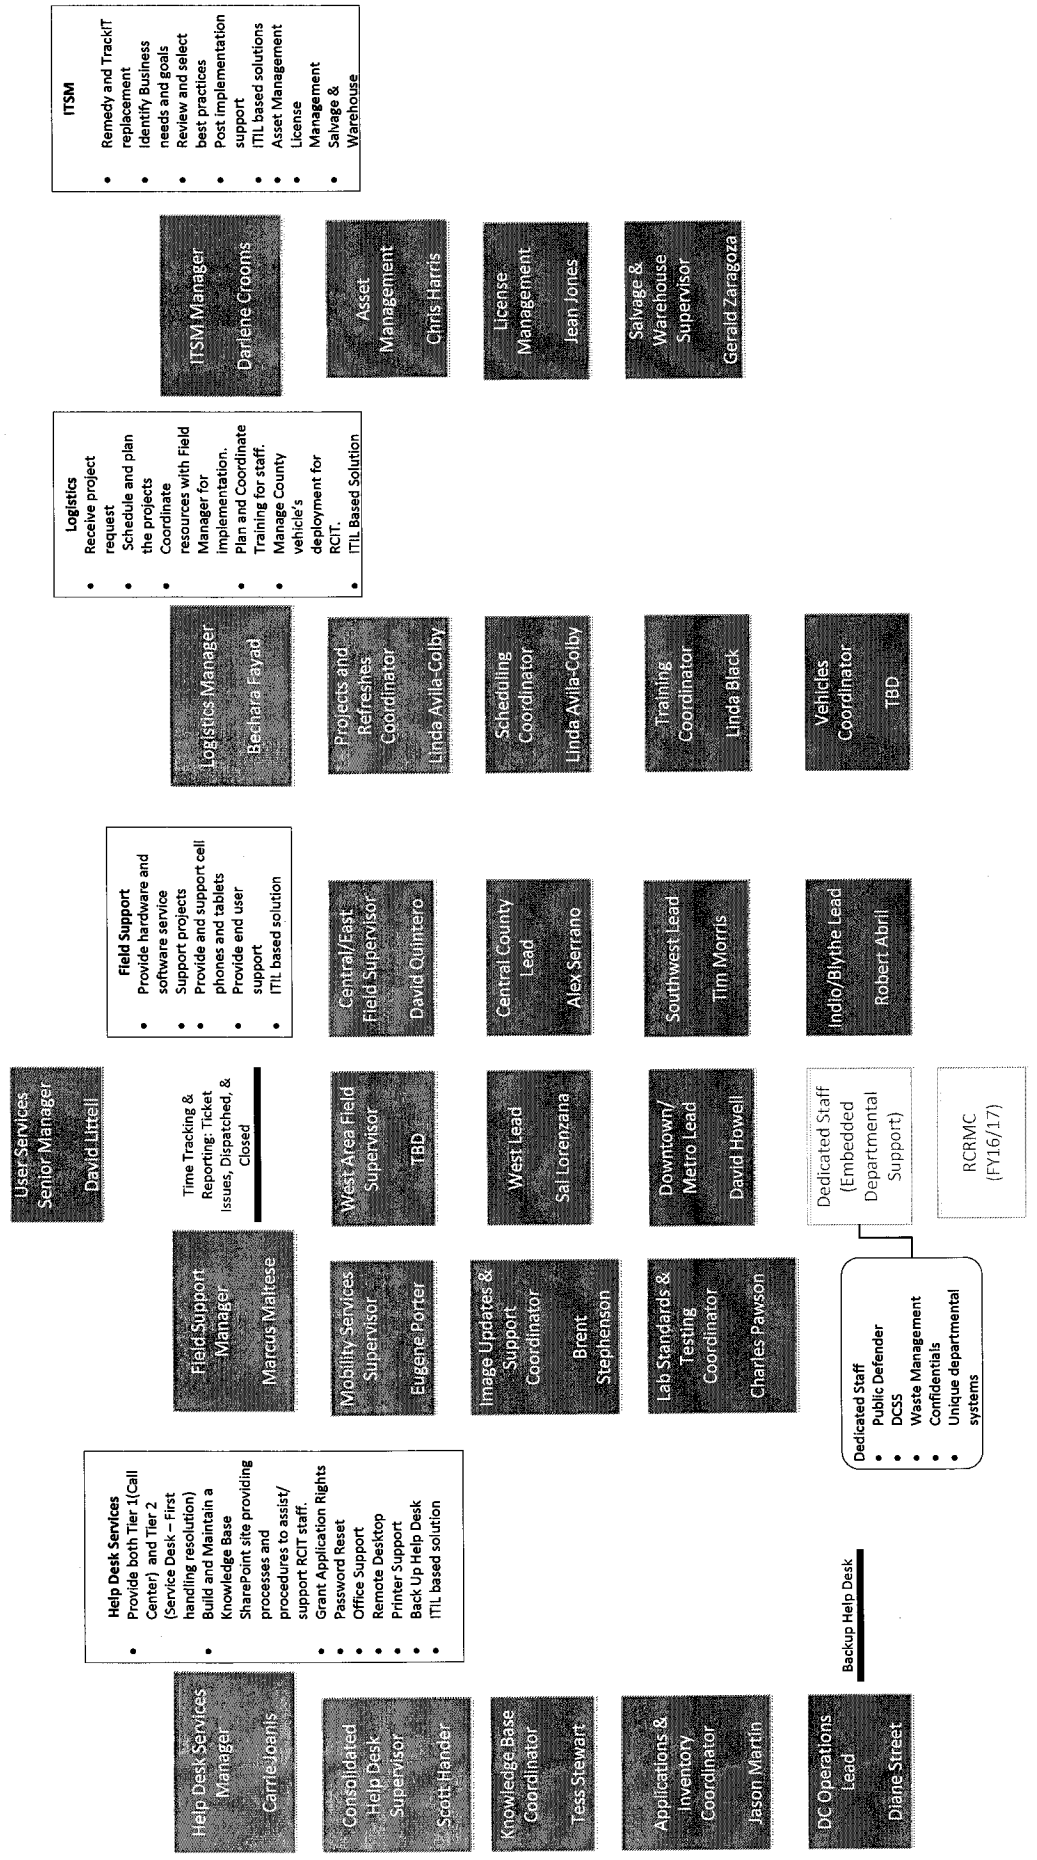 User Services
Senior Manager
David Littell
Help Desk Services
Manager
Carrie Joanis
Help Desk Services
• Provide both Tier 1(Call
Center) and Tier 2
(Service Desk – First
handling resolution)
• Build and Maintain a
Knowledge Base
SharePoint site providing
processes and
procedures to assist/
support RCIT staff.
• Grant Application Rights
• Password Reset
• Office Support
• Remote Desktop
• Printer Support
• Back Up Help Desk
• ITIL based solution
Consolidated
Help Desk
Supervisor
Scott Hander
Knowledge Base
Coordinator
Tess Stewart
Applications &
Inventory
Coordinator
Jason Martin
DC Operations
Lead
Diane Street
Backup Help Desk
Field Support
Manager
Marcus Maltese
Time Tracking &
Reporting: Ticket
Issues, Dispatched, &
Closed
Field Support
• Provide hardware and
software service
• Support projects
• Provide and support cell
phones and tablets
• Provide end user
support
• ITIL based solution
Mobility Services
Supervisor
Eugene Porter
Image Updates &
Support
Coordinator
Brent
Stephenson
Lab Standards &
Testing
Coordinator
Charles Pawson
Dedicated Staff
• Public Defender
• DCSS
• Waste Management
• Confidentials
• Unique departmental
systems
West Area Field
Supervisor
TBD
West Lead
Sal Lorenzana
Downtown/
Metro Lead
David Howell
Dedicated Staff
(Embedded
Departmental
Support)
RCRMC
(FY16/17)
Central/East
Field Supervisor
David Quintero
Central County
Lead
Alex Serrano
Southwest Lead
Tim Morris
Indio/Blythe Lead
Robert Abril
Logistics Manager
Bechara Fayad
Logistics
• Receive project
request
• Schedule and plan
the projects
• Coordinate
resources with Field
Manager for
implementation.
• Plan and Coordinate
Training for staff.
• Manage County
vehicle's
deployment for
RCIT.
• ITIL Based Solution
Projects and
Refreshes
Coordinator
Linda Avila-Colby
Scheduling
Coordinator
Linda Avila-Colby
Training
Coordinator
Linda Black
Vehicles
Coordinator
TBD
ITSM Manager
Darlene Crooms
ITSM
• Remedy and TrackIT
replacement
• Identify Business
needs and goals
• Review and select
best practices
• Post implementation
support
• ITIL based solutions
• Asset Management
• License
Management
• Salvage &
Warehouse
Asset
Management
Chris Harris
License
Management
Jean Jones
Salvage &
Warehouse
Supervisor
Gerald Zaragoza